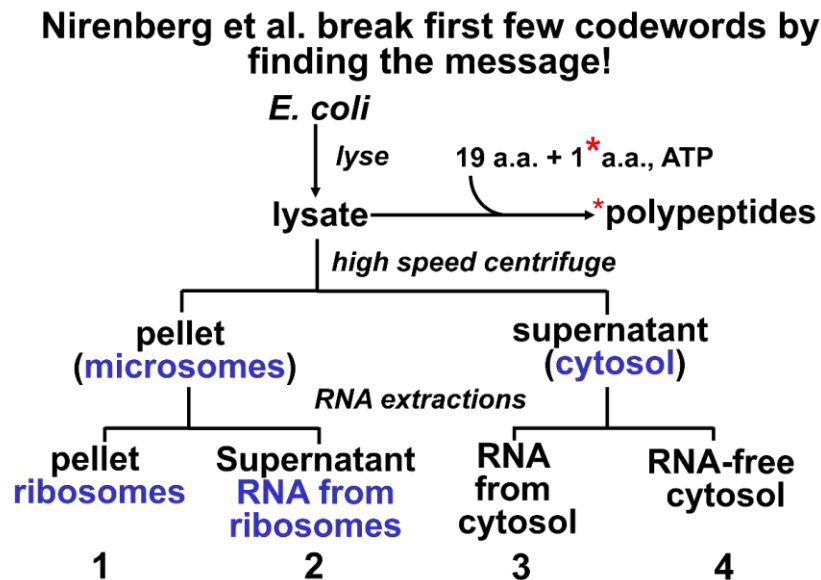 Nirenberg et al. break first few codewords by
finding the message!
E. coli
lyse
19 a.a. + 1*a.a., ATP
lysate
*polypeptides
high speed centrifuge
pellet
(microsomes)
supernatant
(cytosol)
RNA extractions
pellet
ribosomes
Supernatant
RNA from
ribosomes
RNA
from
cytosol
RNA-free
cytosol
1
2
3
4